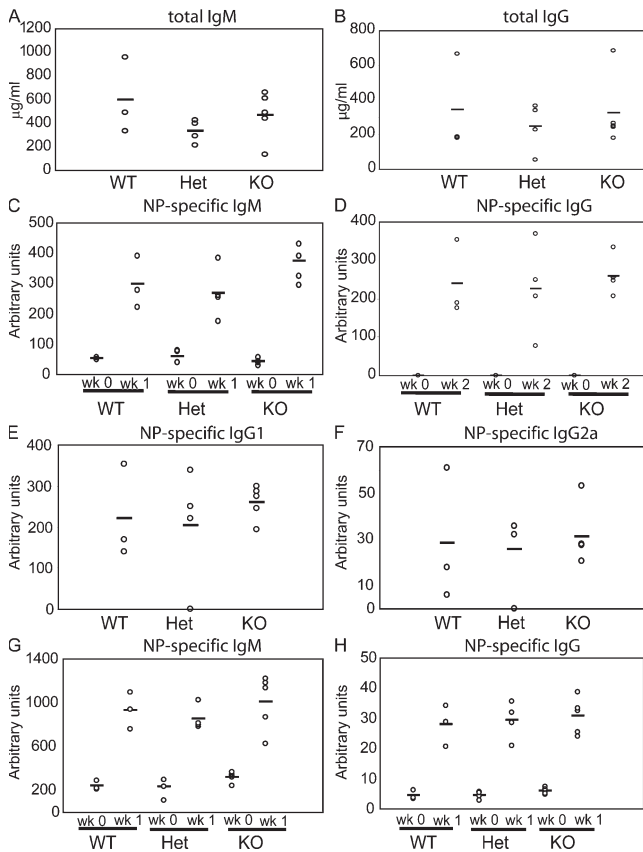 A total IgM
1200
1000
800
600
400
200
0
µg/ml
WT Het KO
B total IgG
800
600
400
200
0
µg/ml
WT Het KO
C NP-specific IgM
500
400
300
200
100
0
Arbitrary units
wk 0 wk 1 wk 0 wk 1 wk 0 wk 1
WT Het KO
D NP-specific IgG
400
300
200
100
0
Arbitrary units
wk 0 wk 2 wk 0 wk 2 wk 0 wk 2
WT Het KO
E NP-specific IgG1
400
300
200
100
0
Arbitrary units
WT Het KO
F NP-specific IgG2a
70
50
30
10
0
Arbitrary units
WT Het KO
G NP-specific IgM
1400
1000
600
200
0
Arbitrary units
wk 0 wk 1 wk 0 wk 1 wk 0 wk 1
WT Het KO
H NP-specific IgG
50
40
30
20
10
0
Arbitrary units
wk 0 wk 1 wk 0 wk 1 wk 0 wk 1
WT Het KO